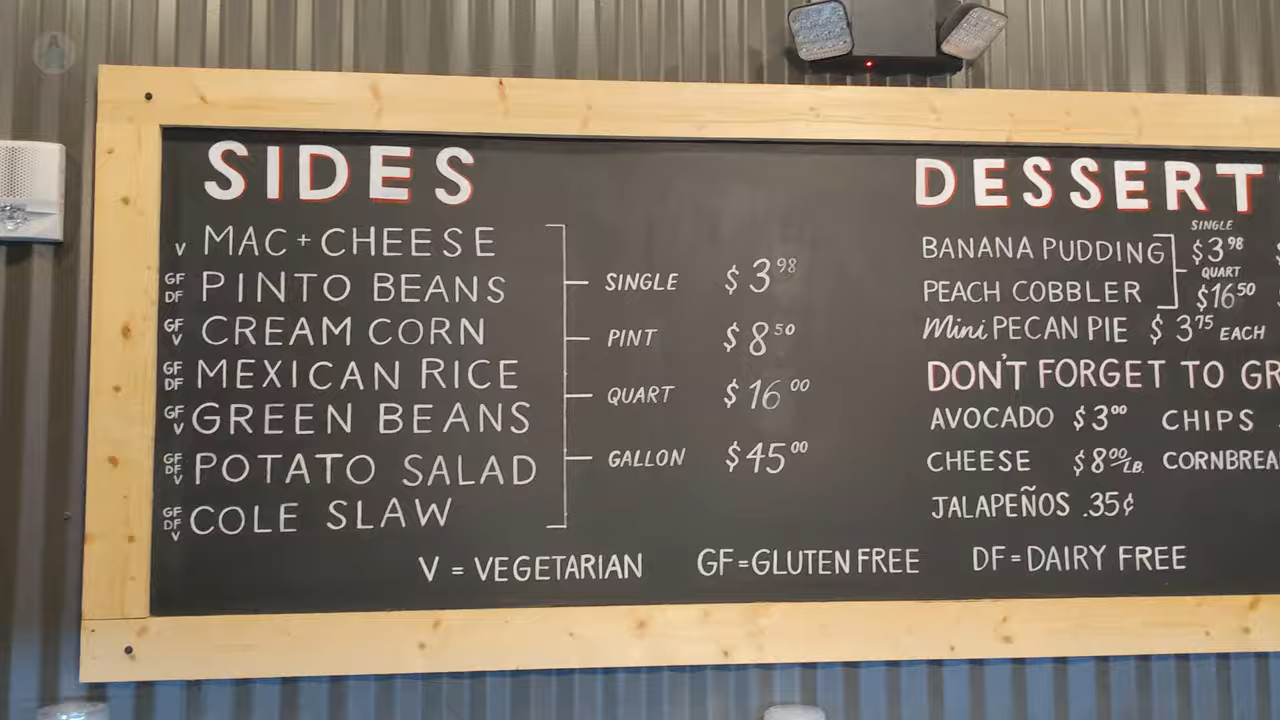 SIDES
V MAC+CHEESE
GF DF PINTO BEANS
GF V CREAM CORN
GF DF MEXICAN RICE
GF V GREEN BEANS
GF DF V POTATO SALAD
GF DF V COLE SLAW
SINGLE $3 98
PINT $8 50
QUART $16 00
GALLON $45 00
DESSERT
BANANA PUDDING
PEACH COBBLER
SINGLE
$3 98
QUART
$16 50
Mini PECAN PIE $3 75 EACH
DON'T FORGET TO GR
AVOCADO $3 00 CHIPS
CHEESE $8 00/LB. CORNBREA
JALAPEÑOS .35¢
V = VEGETARIAN GF=GLUTEN FREE DF=DAIRY FREE